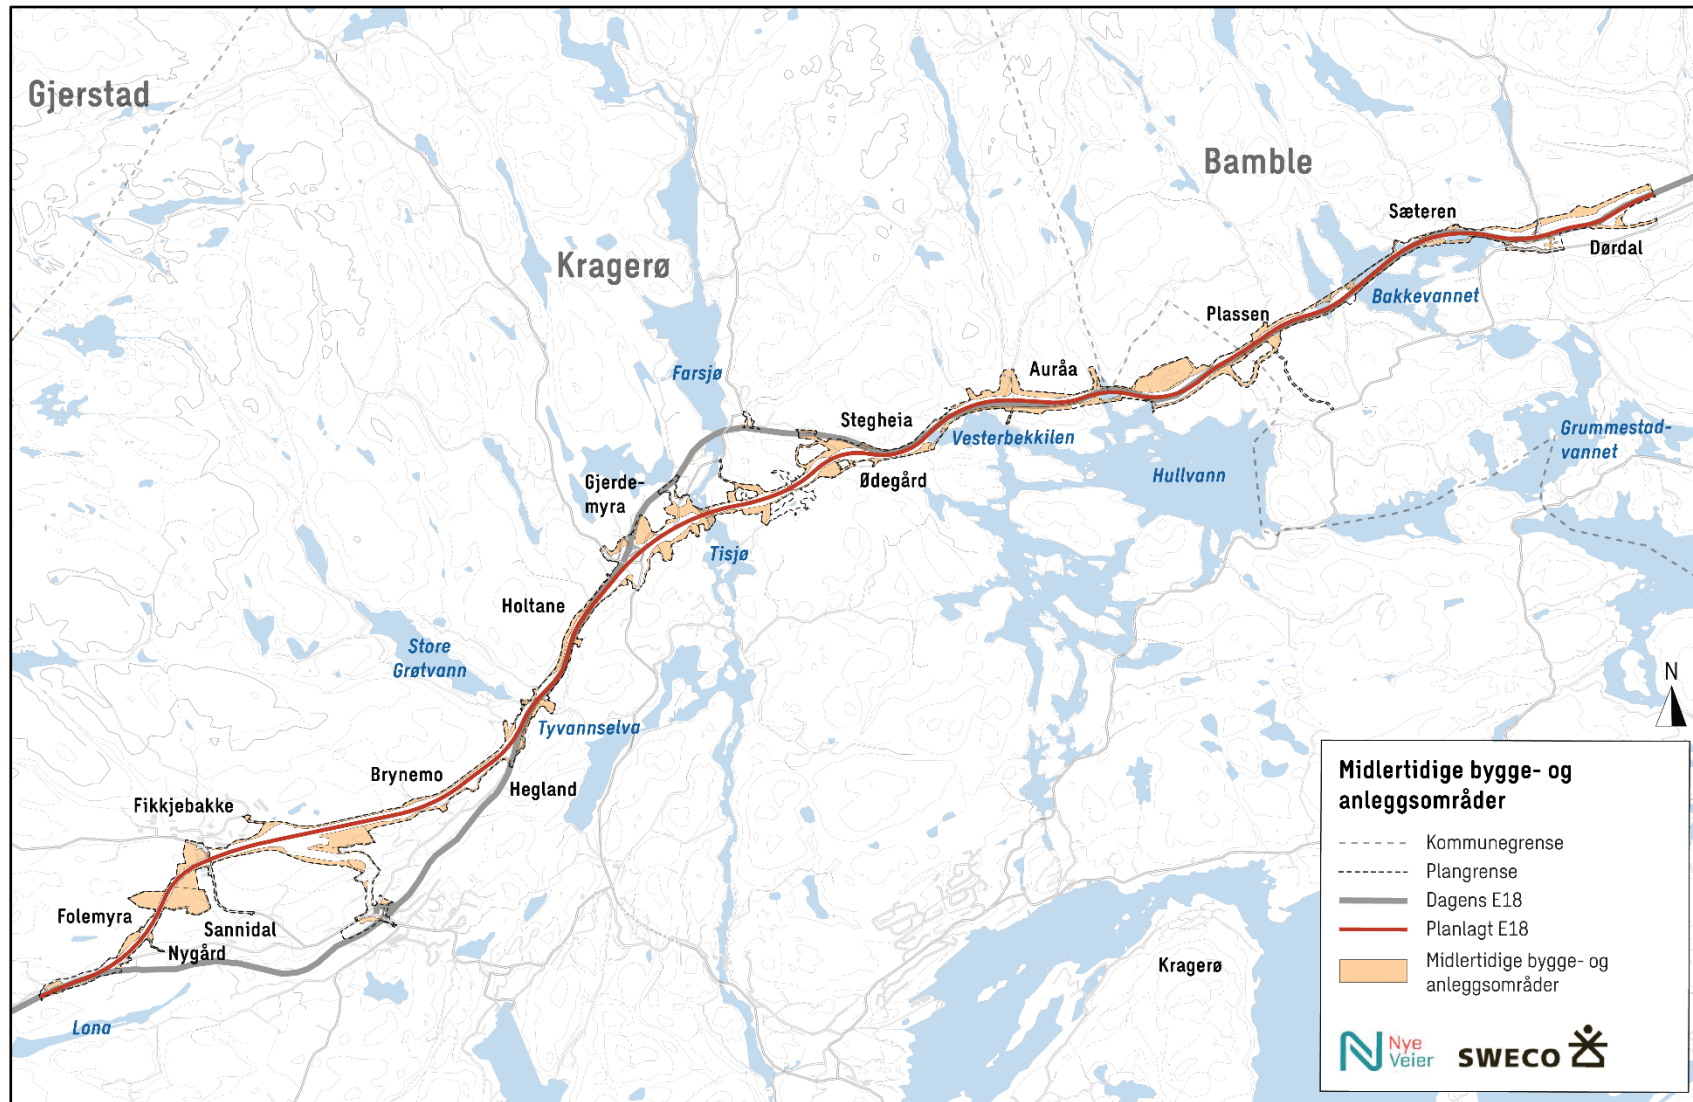 Gjerstad
Bamble
Sæteren
Dørdal
Kragerø
Bakkevannet
Plassen
Farsjø
Auråa
Stegheia
Vesterbekkilen
Grummestad-
vannet
Ødegård
Hullvann
Gjerde-
myra
Tisjø
Holtane
Store
Grøtvann
N
Tyvannselva
Brynemo
Hegland
Fikkjebakke
Folemyra
Sannidal
Nygård
Kragerø
Lona
Midlertidige bygge- og
anleggsområder
Kommunegrense
Plangrense
Dagens E18
Planlagt E18
Midlertidige bygge- og
anleggsområder
Nye
Veier
SWECO